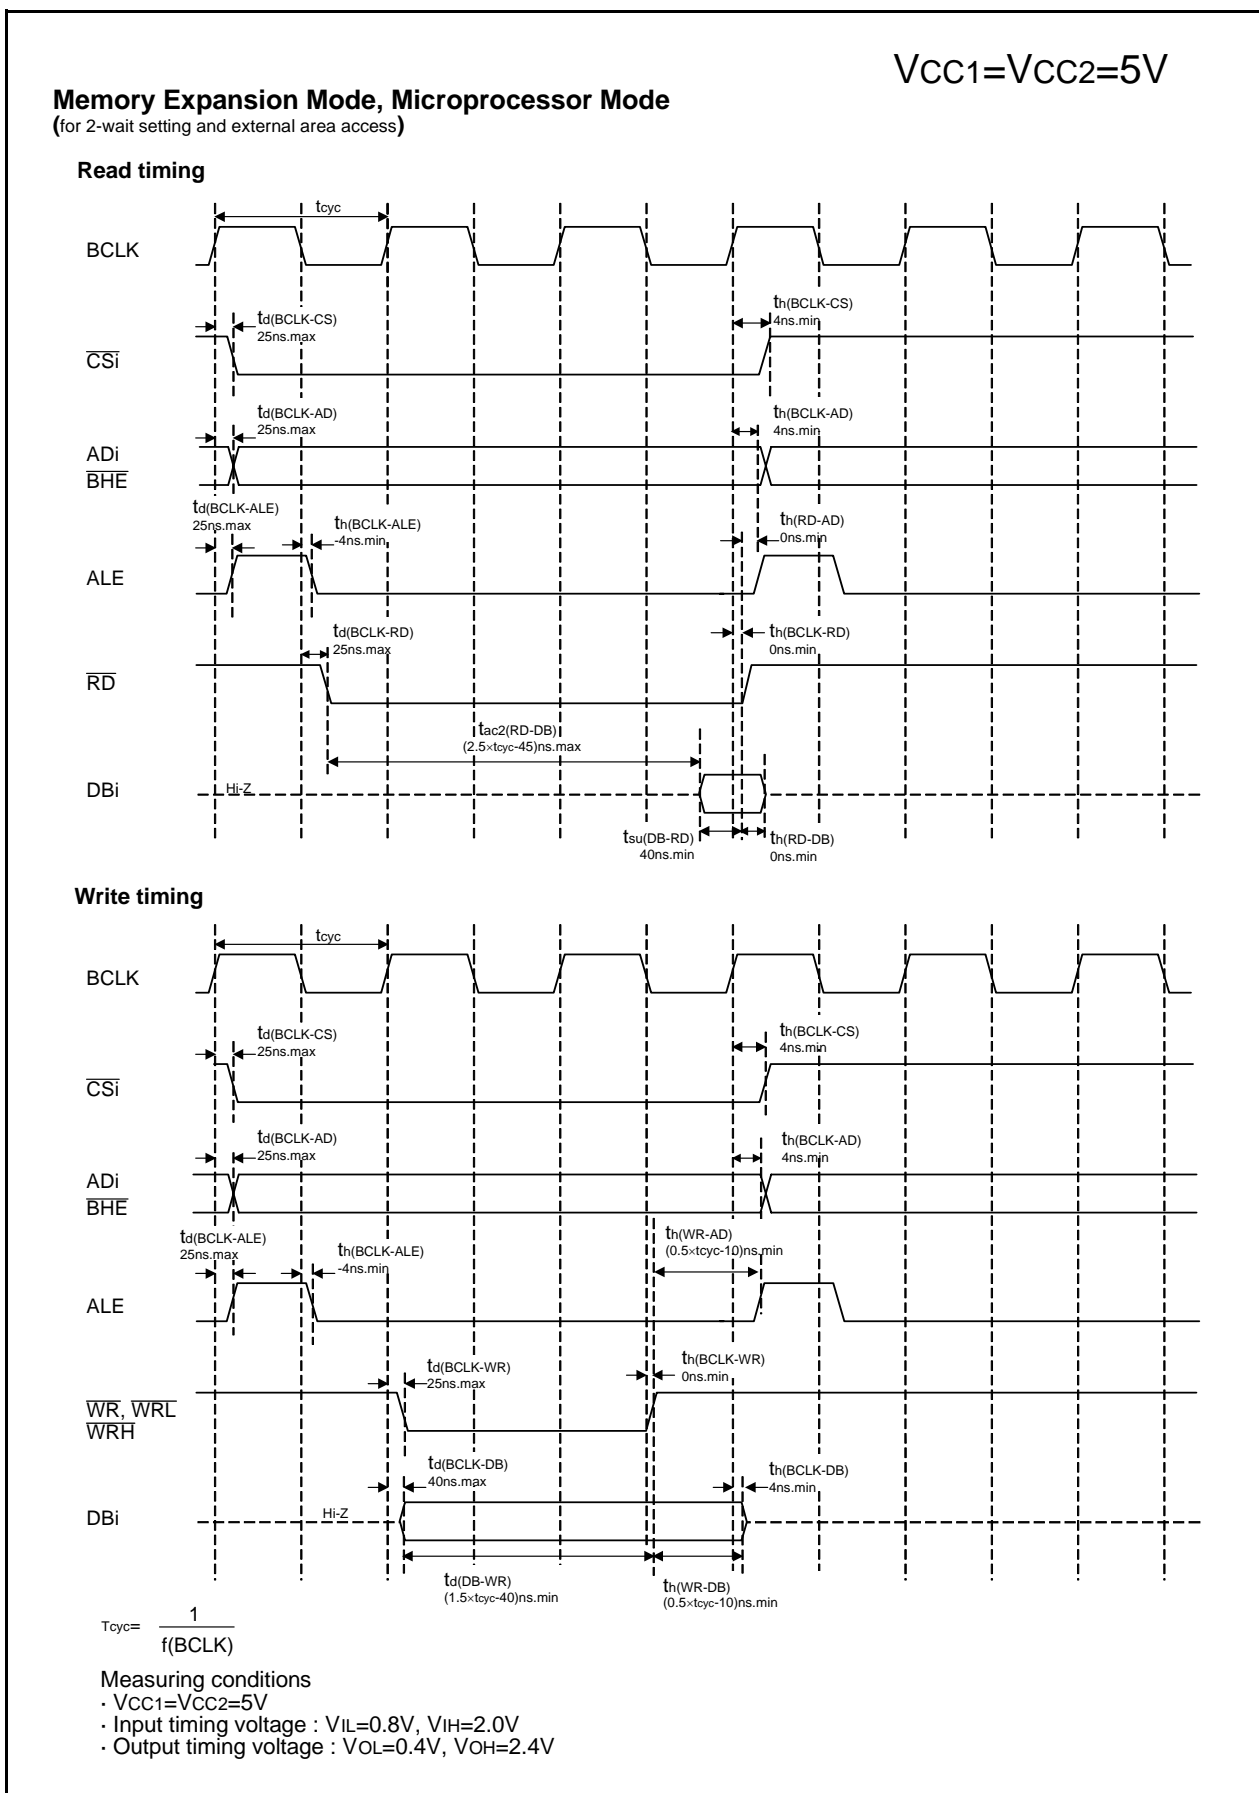 VCC1=VCC2=5V
Memory Expansion Mode, Microprocessor Mode
(for 2-wait setting and external area access)
Read timing
tcyc
BCLK
td(BCLK-CS)
25ns.max
th(BCLK-CS)
4ns.min
CSi
td(BCLK-AD)
25ns.max
th(BCLK-AD)
4ns.min
ADi
BHE
td(BCLK-ALE)
25ns.max
th(BCLK-ALE)
-4ns.min
th(RD-AD)
0ns.min
ALE
td(BCLK-RD)
25ns.max
th(BCLK-RD)
0ns.min
RD
tac2(RD-DB)
(2.5×tcyc-45)ns.max
DBi
Hi-Z
tsu(DB-RD)
40ns.min
th(RD-DB)
0ns.min
Write timing
tcyc
BCLK
td(BCLK-CS)
25ns.max
th(BCLK-CS)
4ns.min
CSi
td(BCLK-AD)
25ns.max
th(BCLK-AD)
4ns.min
ADi
BHE
td(BCLK-ALE)
25ns.max
th(BCLK-ALE)
-4ns.min
th(WR-AD)
(0.5×tcyc-10)ns.min
ALE
td(BCLK-WR)
25ns.max
th(BCLK-WR)
0ns.min
WR, WRL
WRH
td(BCLK-DB)
40ns.max
th(BCLK-DB)
4ns.min
DBi
Hi-Z
td(DB-WR)
(1.5×tcyc-40)ns.min
th(WR-DB)
(0.5×tcyc-10)ns.min
Tcyc= 1
f(BCLK)
Measuring conditions
· VCC1=VCC2=5V
· Input timing voltage : VIL=0.8V, VIH=2.0V
· Output timing voltage : VOL=0.4V, VOH=2.4V